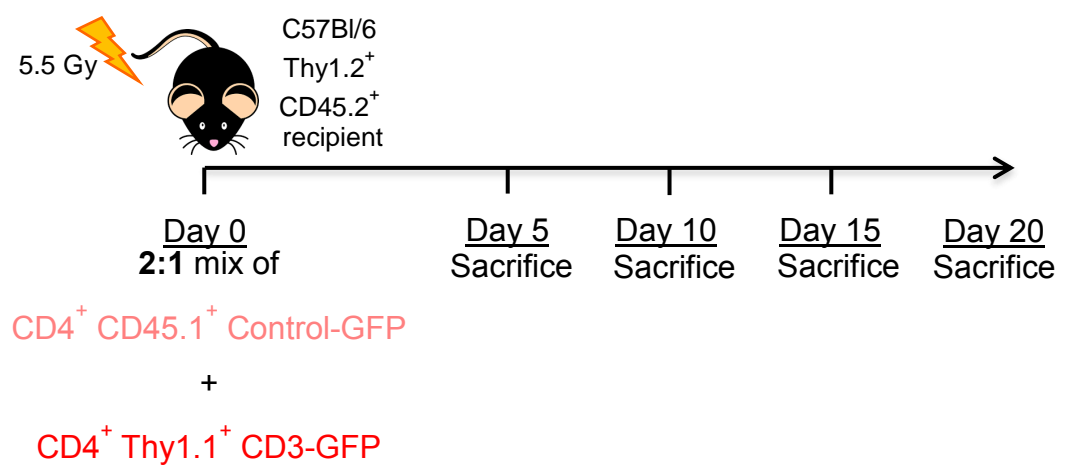 5.5 Gy
C57Bl/6
Thy1.2⁺
CD45.2⁺
recipient
Day 0
2:1 mix of
CD4⁺ CD45.1⁺ Control-GFP
+
CD4⁺ Thy1.1⁺ CD3-GFP
Day 5
Sacrifice
Day 10
Sacrifice
Day 15
Sacrifice
Day 20
Sacrifice